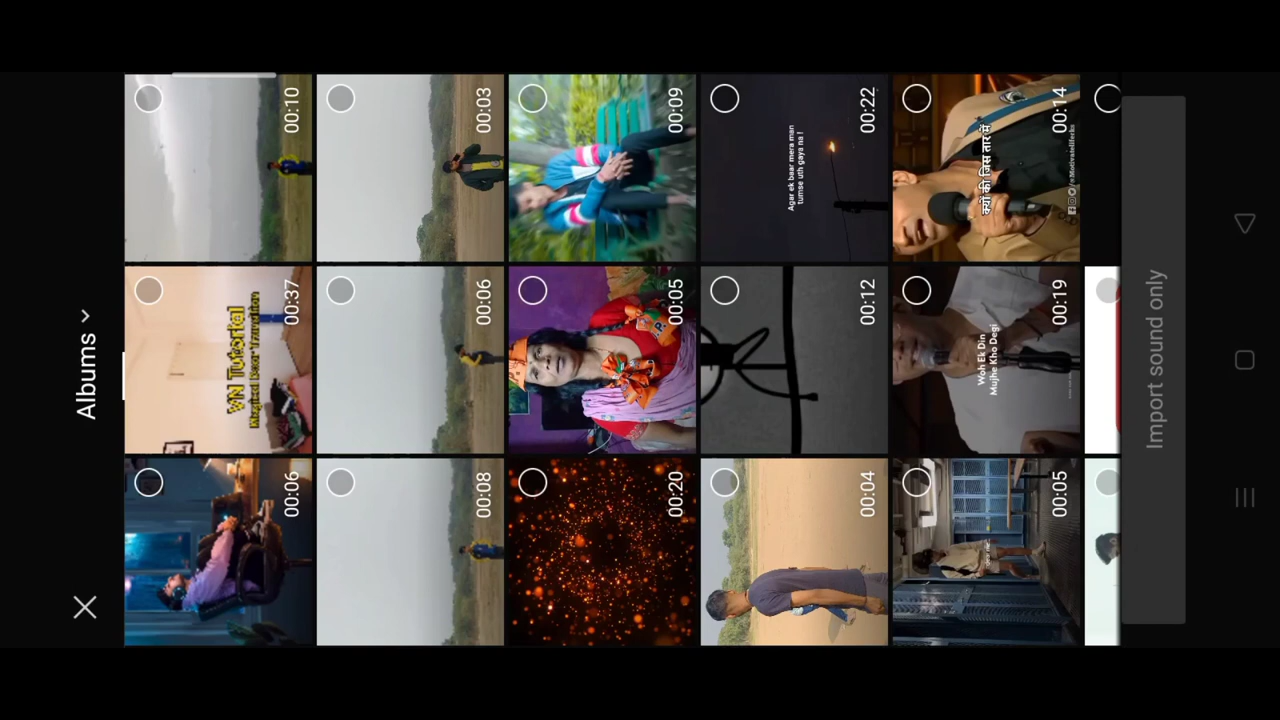 Albums
VN Tutorial
00:06
00:37
00:10
00:08
00:06
00:03
00:20
00:05
00:09
Agar ek baar mera man
tumse uth gaya na !
00:04
00:12
00:22
Woh Ek Din
Mujhe Kho Degi
क्यों की जिस तार में
00:05
00:19
00:14
Import sound only